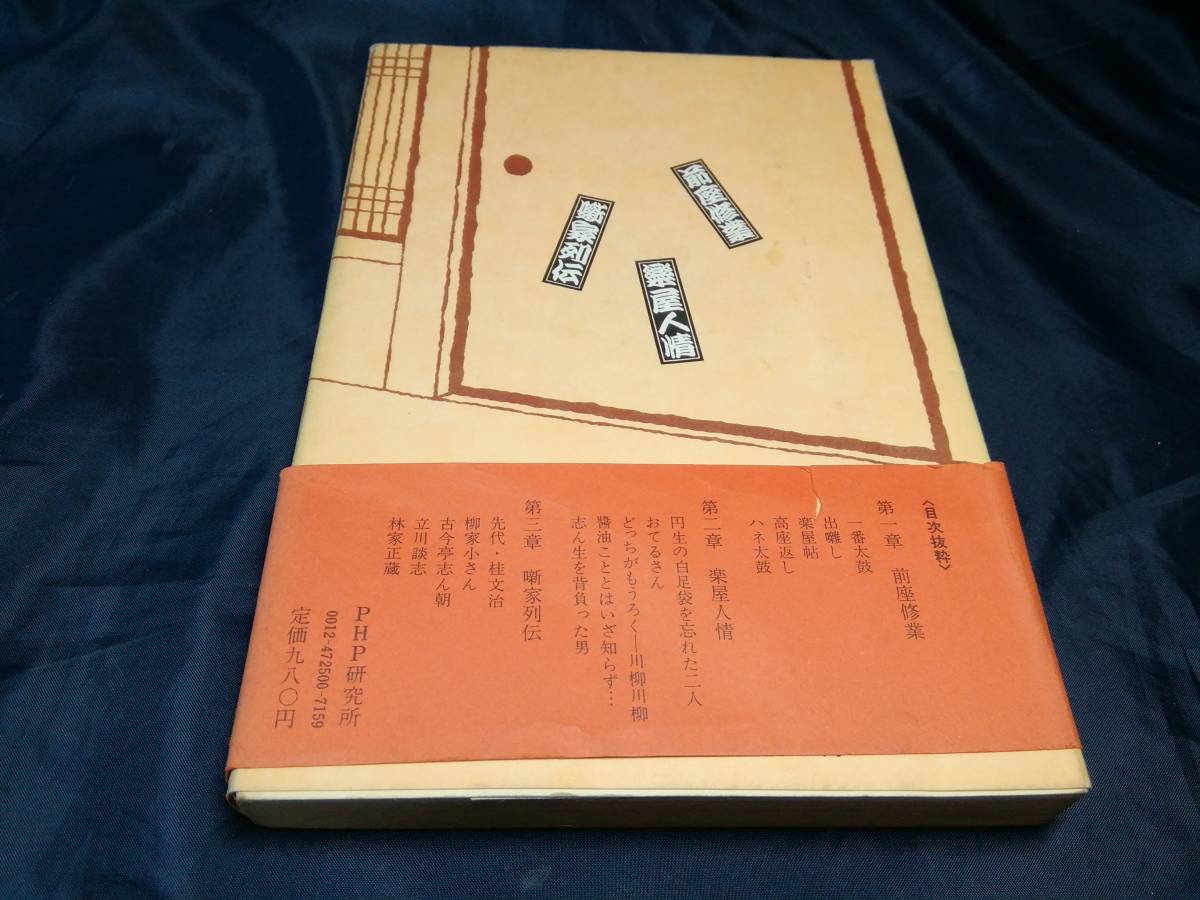 前座修業
噺家列伝
楽屋人情
〈目次抜粋〉
第一章 前座修業
一番太鼓
出囃し
楽屋帖
高座返し
ハネ太鼓
第二章 楽屋人情
円生の白足袋を忘れた二人
おてるさん
どっちがもうろく—川柳川柳
醬油こととはいざ知らず…
志ん生を背負った男
第三章 噺家列伝
先代・桂文治
柳家小さん
古今亭志ん朝
立川談志
林家正蔵
PHP研究所
0012-472500-7159
定価九八〇円